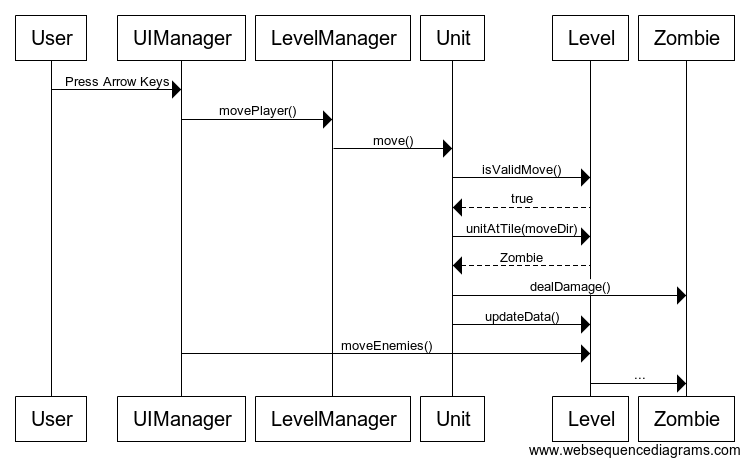 User UIManager LevelManager Unit Level Zombie
Press Arrow Keys
movePlayer()
move()
isValidMove()
true
unitAtTile(moveDir)
Zombie
dealDamage()
updateData()
moveEnemies()
...
User UIManager LevelManager Unit Level Zombie
www.websequencediagrams.com